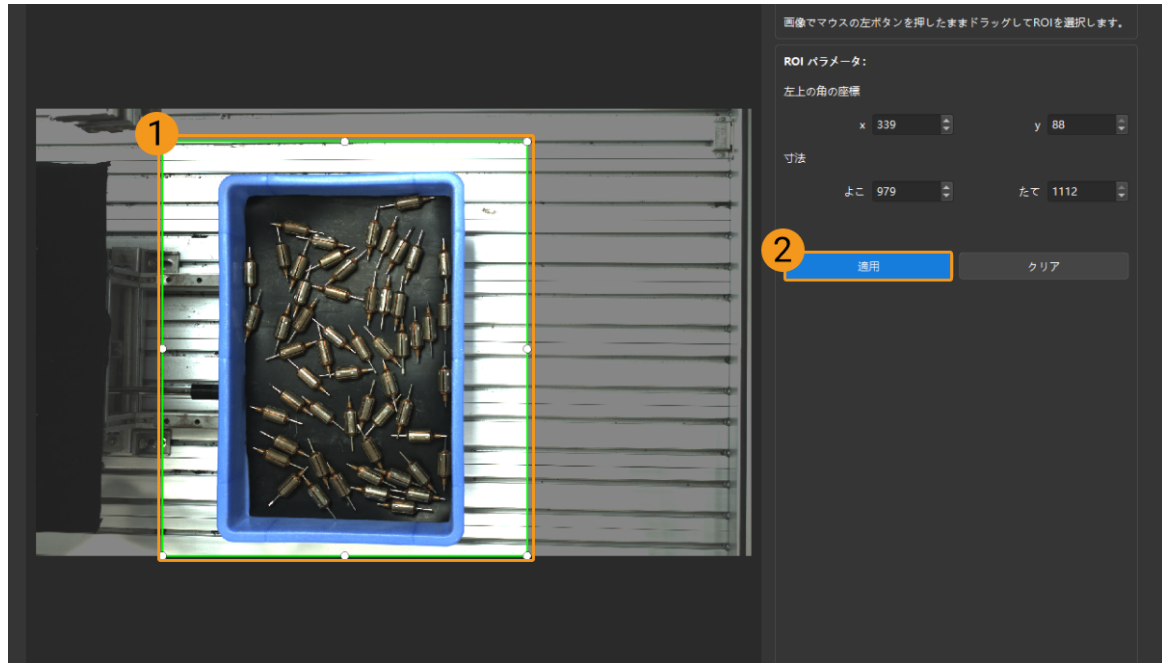 画像でマウスの左ボタンを押したままドラッグしてROIを選択します。
ROI パラメータ:
左上の角の座標
x 339 y 88
寸法
よこ 979 たて 1112
1
2
適用 クリア